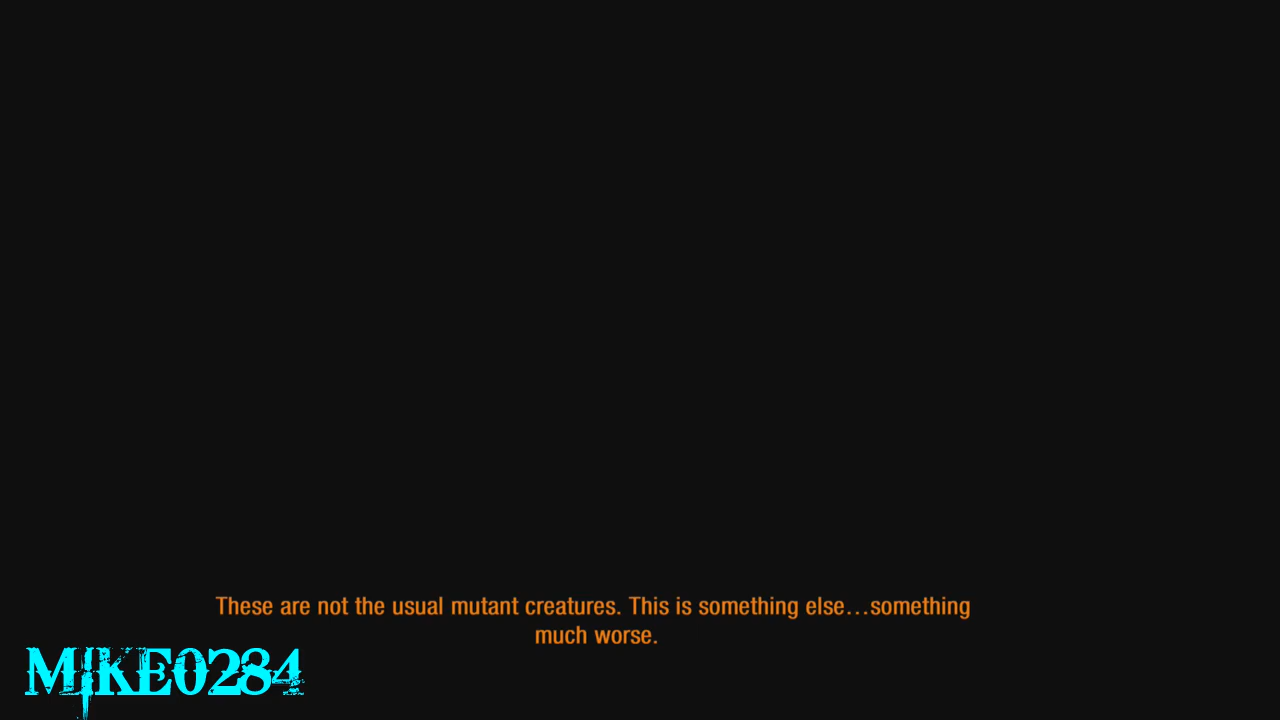 These are not the usual mutant creatures. This is something else...something
much worse.
MIKE0284